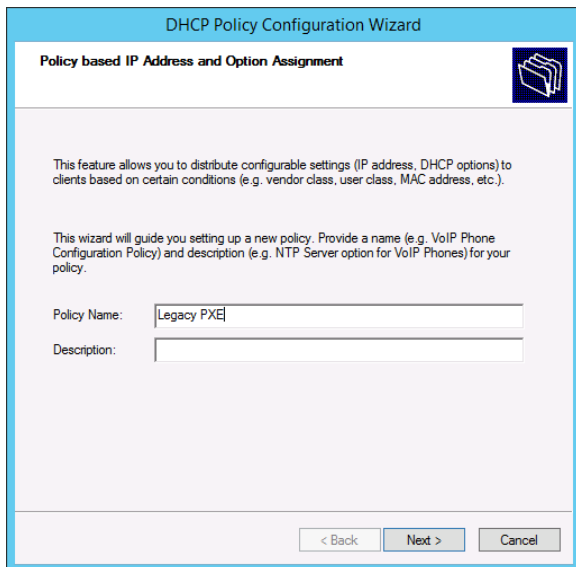 DHCP Policy Configuration Wizard
Policy based IP Address and Option Assignment
This feature allows you to distribute configurable settings (IP address, DHCP options) to
clients based on certain conditions (e.g. vendor class, user class, MAC address, etc.).
This wizard will guide you setting up a new policy. Provide a name (e.g. VoIP Phone
Configuration Policy) and description (e.g. NTP Server option for VoIP Phones) for your
policy.
Policy Name: Legacy PXE
Description:
< Back Next > Cancel